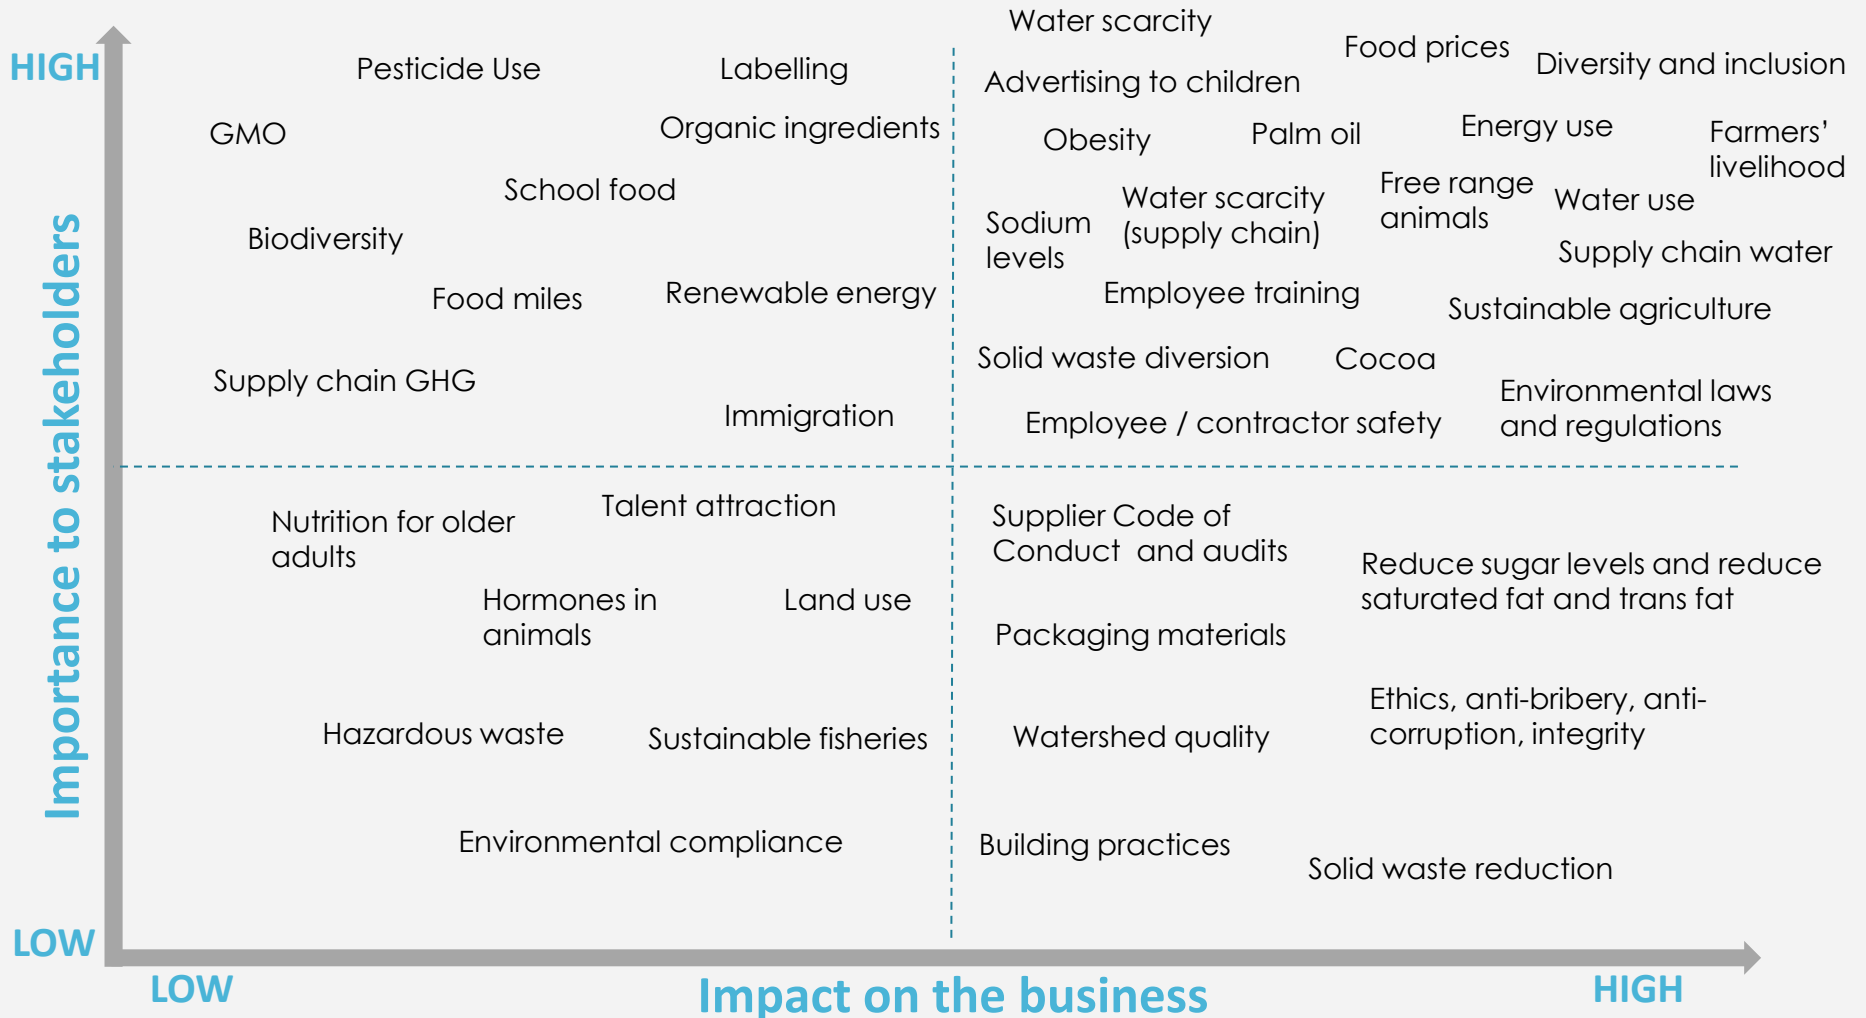 HIGH
Importance to stakeholders
LOW
Pesticide Use
Labelling
GMO
Organic ingredients
School food
Biodiversity
Food miles
Renewable energy
Supply chain GHG
Immigration
Water scarcity
Food prices
Diversity and inclusion
Advertising to children
Obesity
Palm oil
Energy use
Farmers’
livelihood
Free range
animals
Water scarcity
(supply chain)
Water use
Sodium
levels
Supply chain water
Employee training
Sustainable agriculture
Solid waste diversion
Cocoa
Environmental laws
and regulations
Employee / contractor safety
Nutrition for older
adults
Talent attraction
Hormones in
animals
Land use
Hazardous waste
Sustainable fisheries
Environmental compliance
Supplier Code of
Conduct  and audits
Reduce sugar levels and reduce
saturated fat and trans fat
Packaging materials
Ethics, anti-bribery, anti-
corruption, integrity
Watershed quality
Building practices
Solid waste reduction
LOW
Impact on the business
HIGH